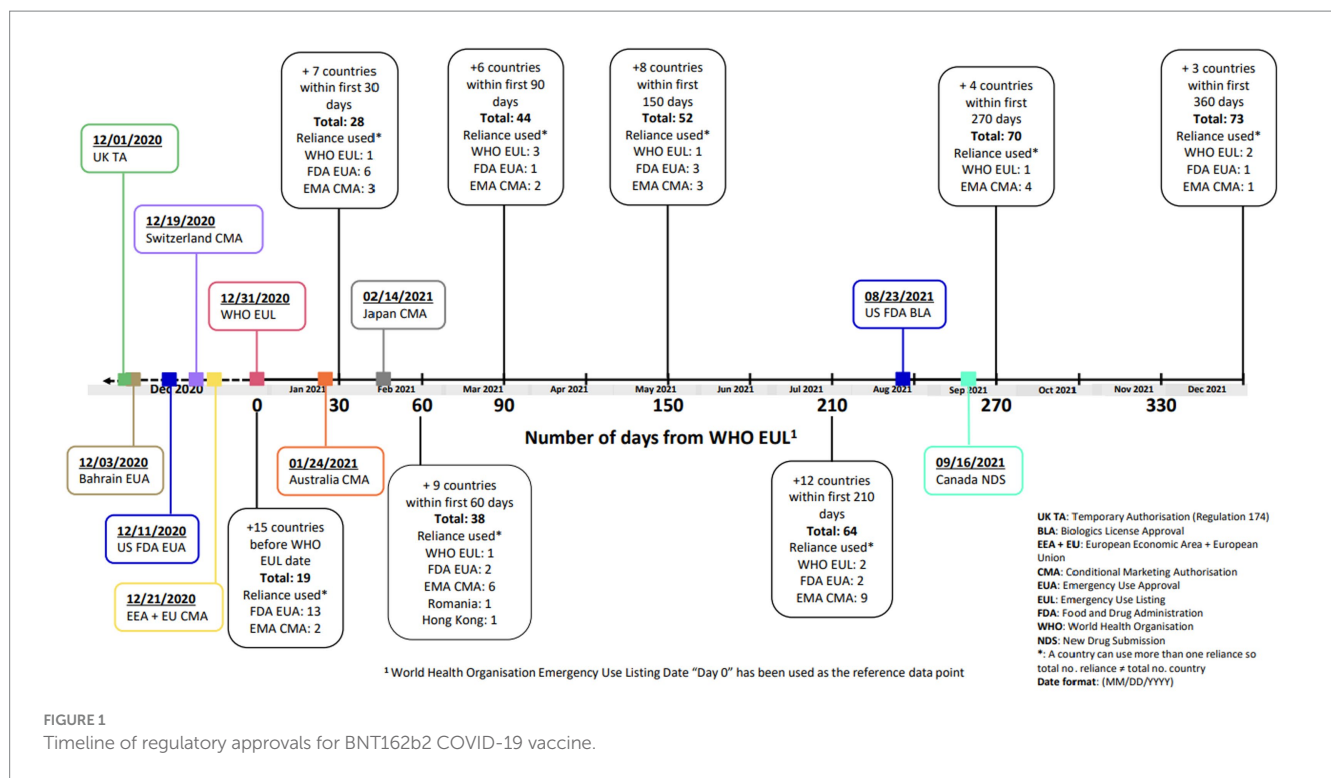 + 7 countries
within first 30
days
Total: 28
Reliance used*
WHO EUL: 1
FDA EUA: 6
EMA CMA: 3
+6 countries
within first 90
days
Total: 44
Reliance used*
WHO EUL: 3
FDA EUA: 1
EMA CMA: 2
+8 countries
within first
150 days
Total: 52
Reliance used*
WHO EUL: 1
FDA EUA: 3
EMA CMA: 3
+ 4 countries
within first
270 days
Total: 70
Reliance used*
WHO EUL: 1
EMA CMA: 4
+ 3 countries
within first
360 days
Total: 73
Reliance used*
WHO EUL: 2
FDA EUA: 1
EMA CMA: 1
12/01/2020
UK TA
12/19/2020
Switzerland CMA
12/31/2020
WHO EUL
02/14/2021
Japan CMA
08/23/2021
US FDA BLA
Dec 2020 Jan 2021 Feb 2021 Mar 2021 Apr 2021 May 2021 Jun 2021 Jul 2021 Aug 2021 Sep 2021 Oct 2021 Nov 2021 Dec 2021
0 30 60 90 150 210 270 330
Number of days from WHO EUL¹
12/03/2020
Bahrain EUA
12/11/2020
US FDA EUA
12/21/2020
EEA + EU CMA
+15 countries
before WHO
EUL date
Total: 19
Reliance used*
FDA EUA: 13
EMA CMA: 2
01/24/2021
Australia CMA
+ 9 countries
within first 60 days
Total: 38
Reliance used*
WHO EUL: 1
FDA EUA: 2
EMA CMA: 6
Romania: 1
Hong Kong: 1
+12 countries
within first 210
days
Total: 64
Reliance used*
WHO EUL: 2
FDA EUA: 2
EMA CMA: 9
09/16/2021
Canada NDS
UK TA: Temporary Authorisation (Regulation 174)
BLA: Biologics License Approval
EEA + EU: European Economic Area + European
Union
CMA: Conditional Marketing Authorisation
EUA: Emergency Use Approval
EUL: Emergency Use Listing
FDA: Food and Drug Administration
WHO: World Health Organisation
NDS: New Drug Submission
*: A country can use more than one reliance so
total no. reliance ≠ total no. country
Date format: (MM/DD/YYYY)
¹ World Health Organisation Emergency Use Listing Date “Day 0” has been used as the reference data point
FIGURE 1
Timeline of regulatory approvals for BNT162b2 COVID-19 vaccine.